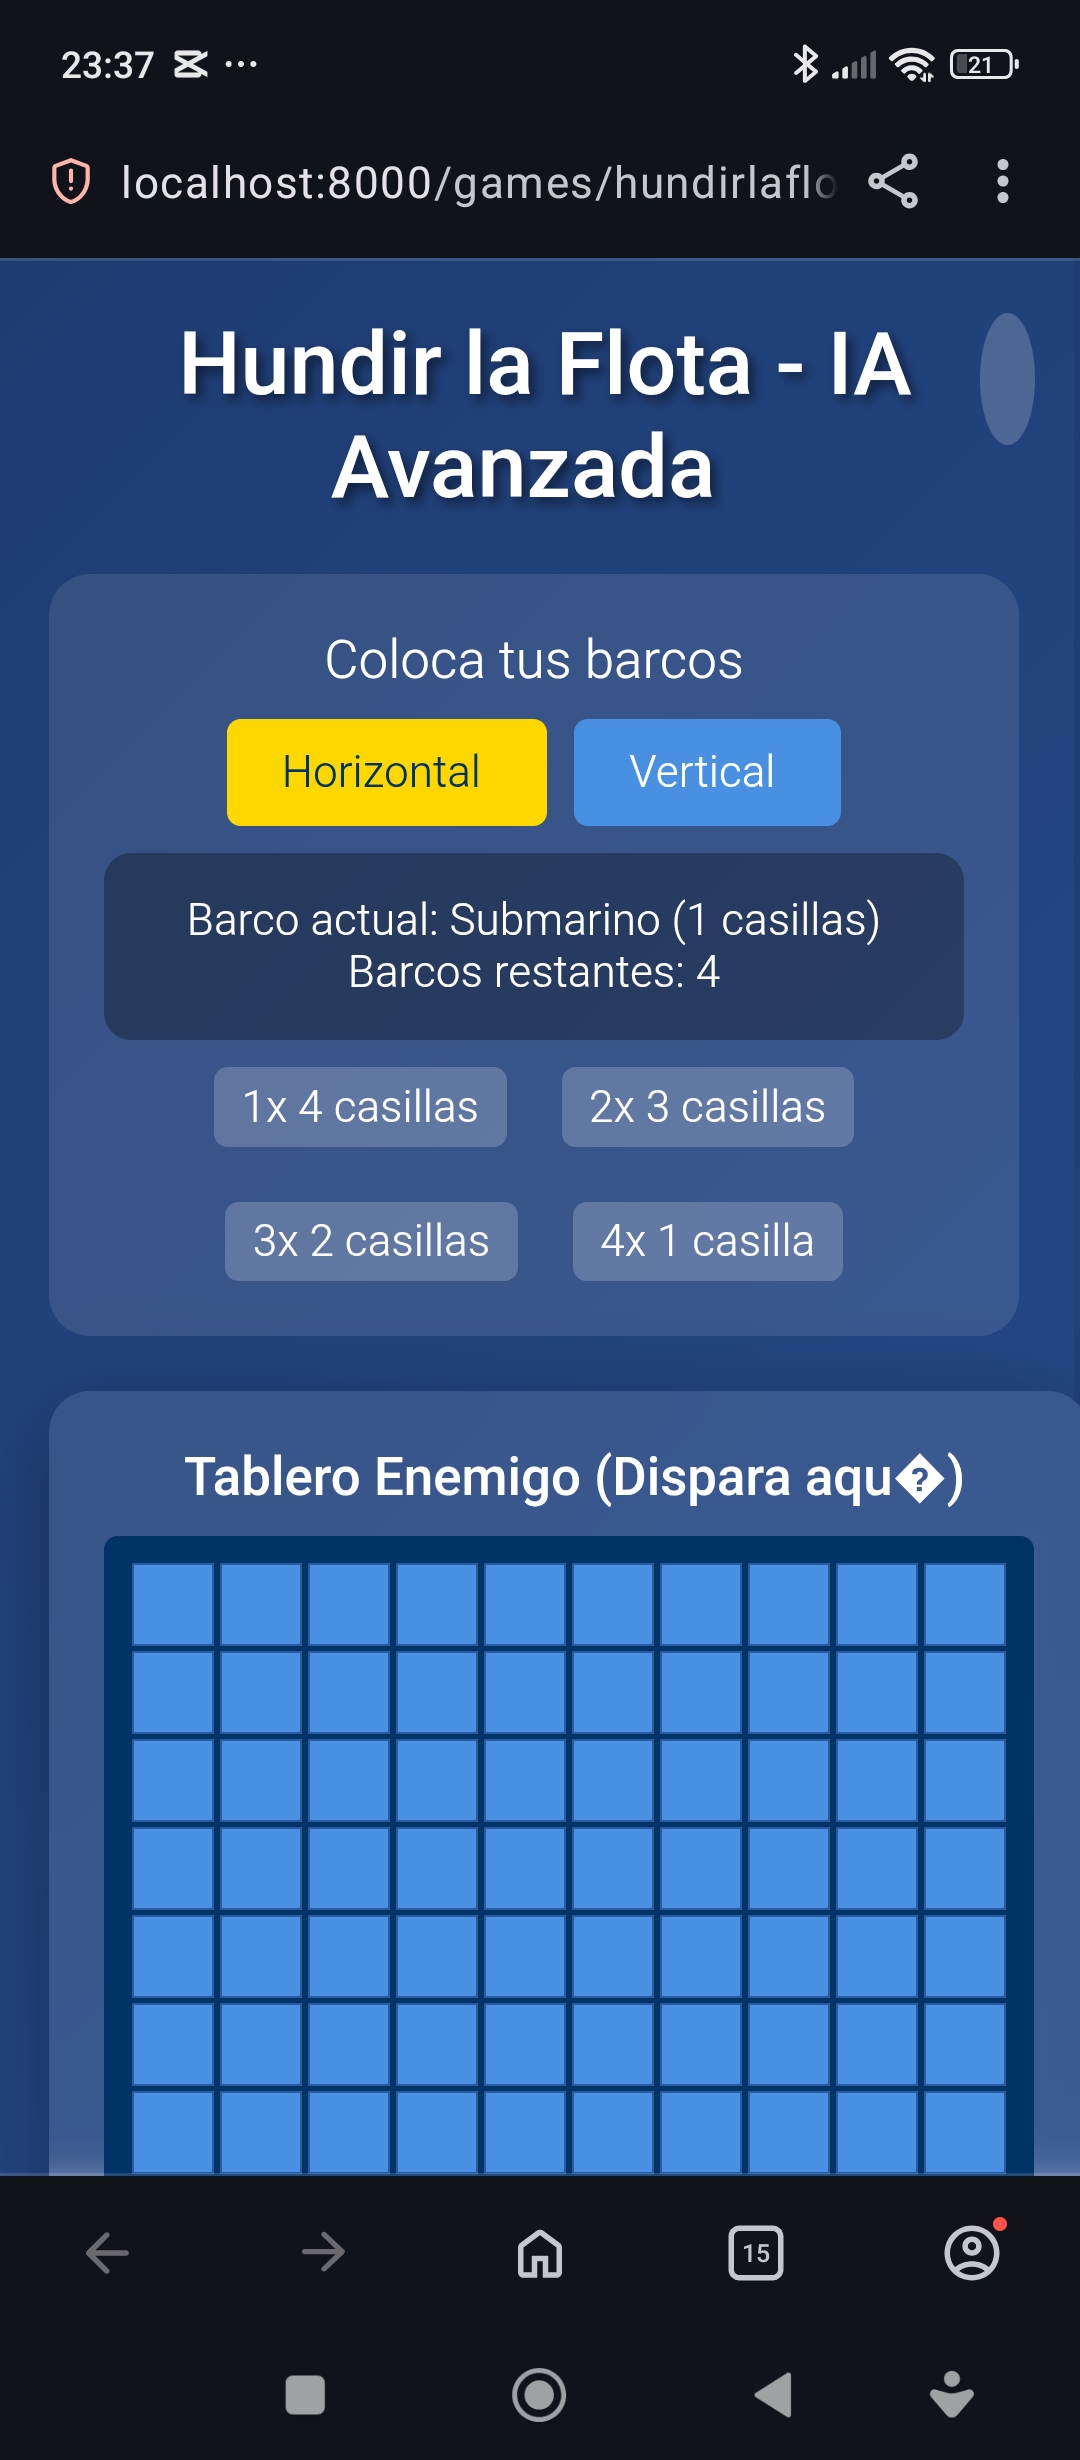 23:37
21
localhost:8000/games/hundirlaflo
Hundir la Flota - IA
Avanzada
Coloca tus barcos
Horizontal
Vertical
Barco actual: Submarino (1 casillas)
Barcos restantes: 4
1x 4 casillas
2x 3 casillas
3x 2 casillas
4x 1 casilla
Tablero Enemigo (Dispara aqu�)
15